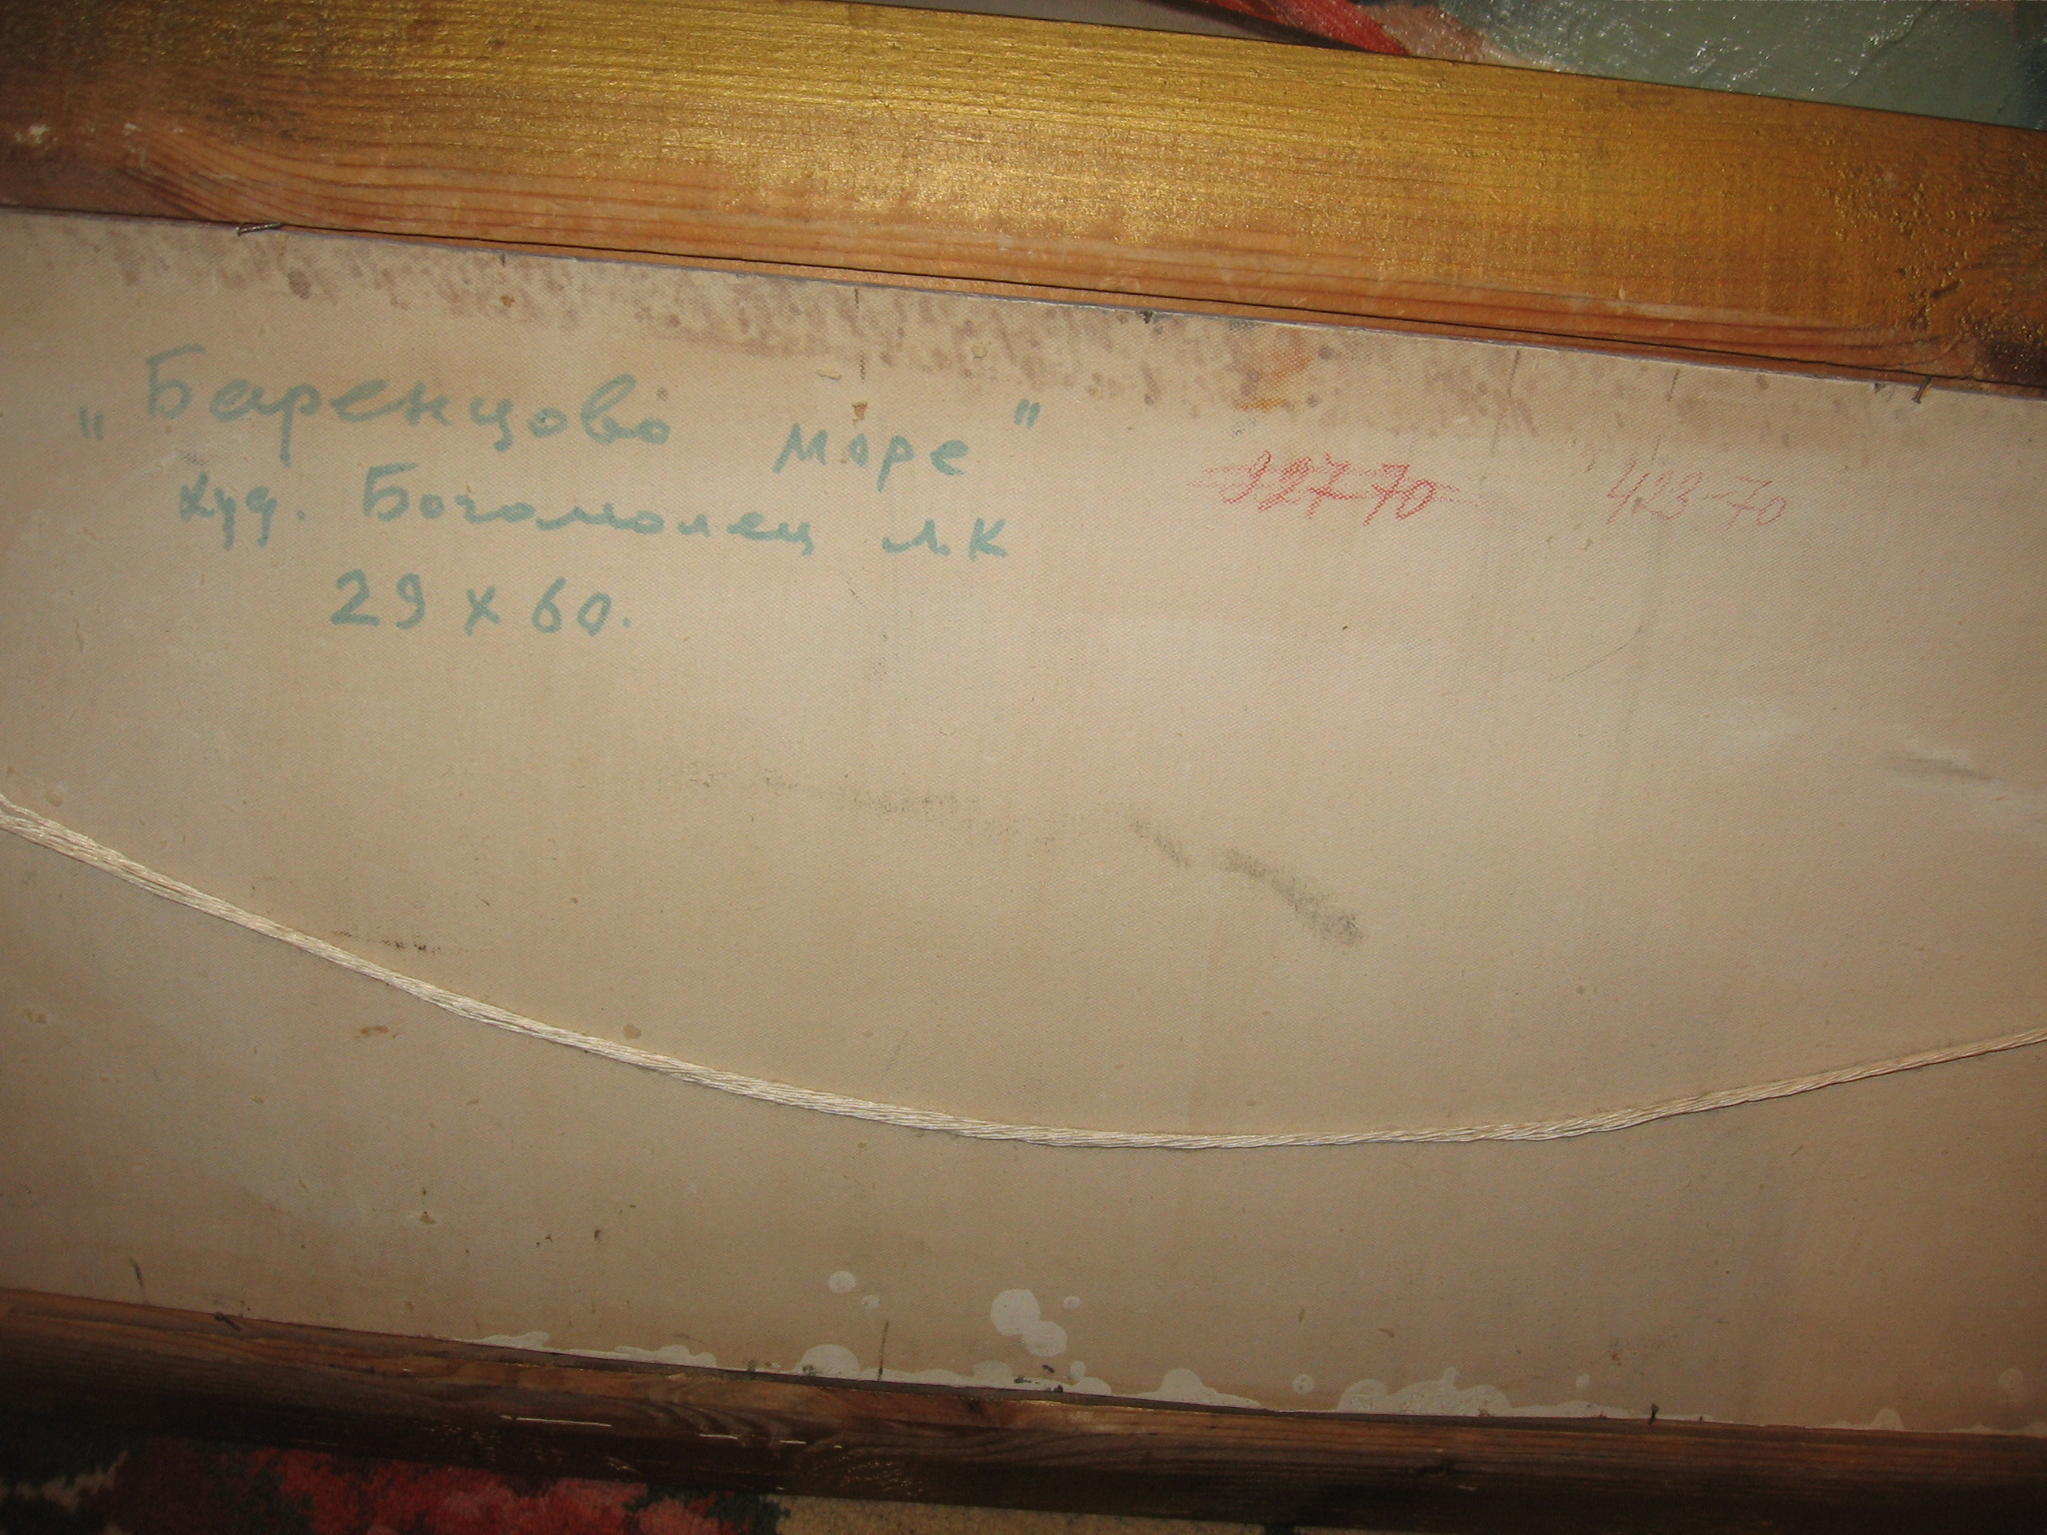 „Баренцово море"
худ. Богомолец Л.К
29 x 60.
327-70
423-70